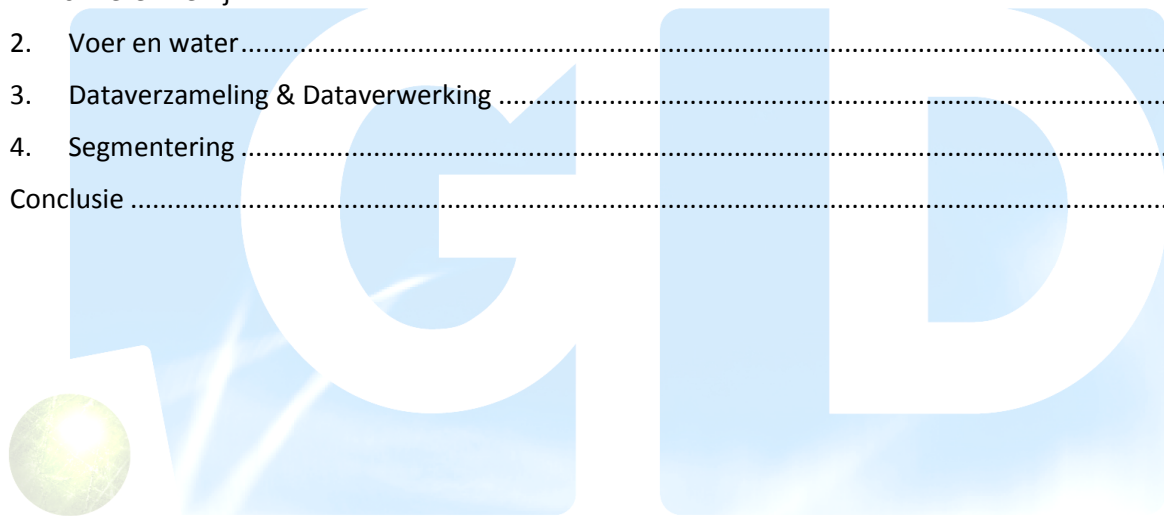 2. Voer en water............................................................................................................
3. Dataverzameling & Dataverwerking ..............................................................................
4. Segmentering ............................................................................................................
Conclusie ..........................................................................................................................
GD